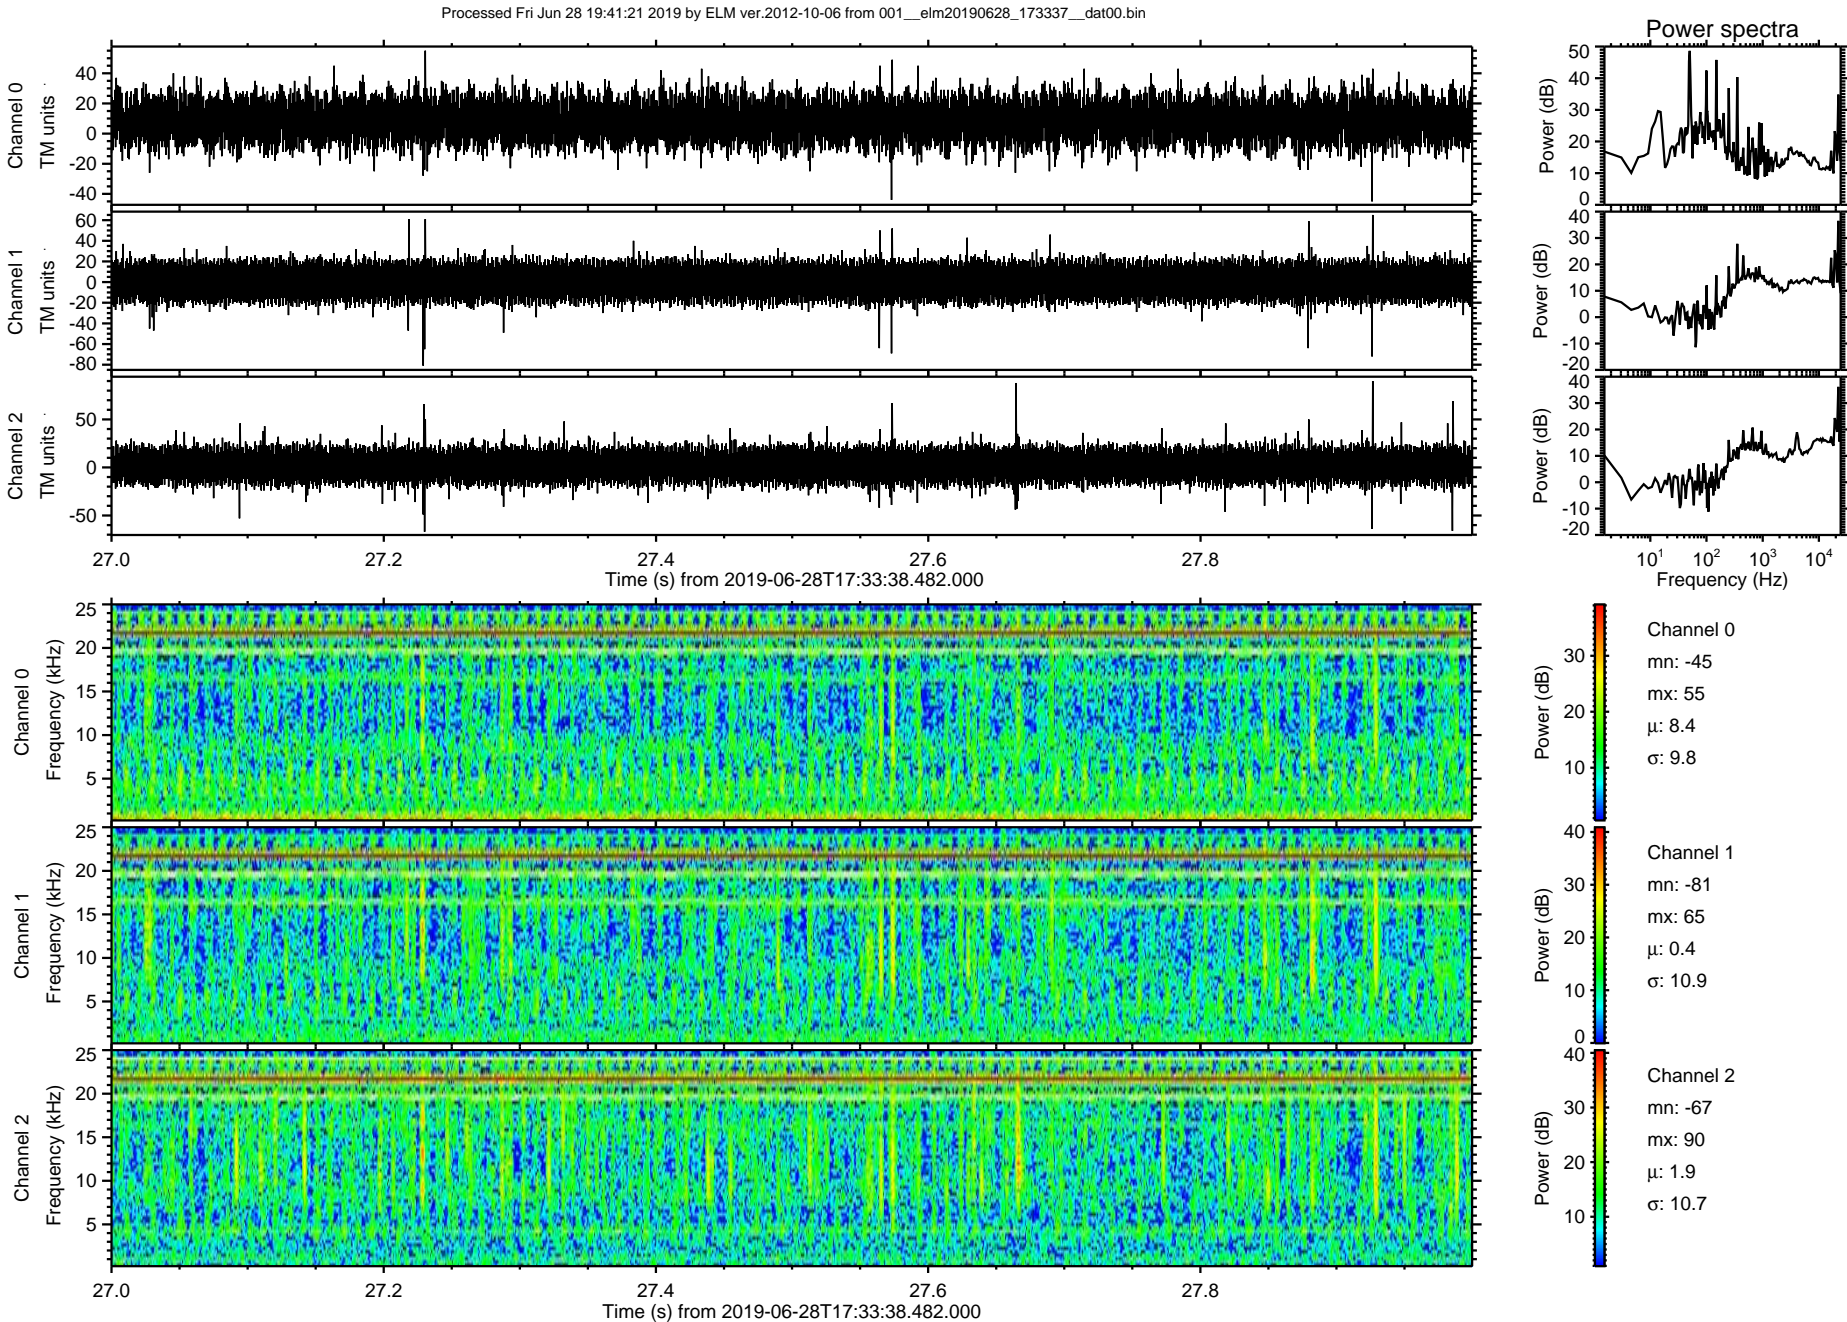 Processed Fri Jun 28 19:41:21 2019 by ELM ver.2012-10-06 from 001__elm20190628_173337__dat00.bin
Power spectra
Channel 0
TM units
40
20
0
-20
-40
Power (dB)
50
40
30
20
10
0
Channel 1
TM units
60
40
20
0
-20
-40
-60
-80
Power (dB)
40
30
20
10
0
-10
-20
Channel 2
TM units
50
0
-50
Power (dB)
40
30
20
10
0
-10
-20
27.0 27.2 27.4 27.6 27.8
Time (s) from 2019-06-28T17:33:38.482.000
10^1 10^2 10^3 10^4
Frequency (Hz)
Channel 0
Frequency (kHz)
25
20
15
10
5
Power (dB)
30
20
10
Channel 0
mn: -45
mx: 55
μ: 8.4
σ: 9.8
Channel 1
Frequency (kHz)
25
20
15
10
5
Power (dB)
40
30
20
10
0
Channel 1
mn: -81
mx: 65
μ: 0.4
σ: 10.9
Channel 2
Frequency (kHz)
25
20
15
10
5
Power (dB)
40
30
20
10
Channel 2
mn: -67
mx: 90
μ: 1.9
σ: 10.7
27.0 27.2 27.4 27.6 27.8
Time (s) from 2019-06-28T17:33:38.482.000